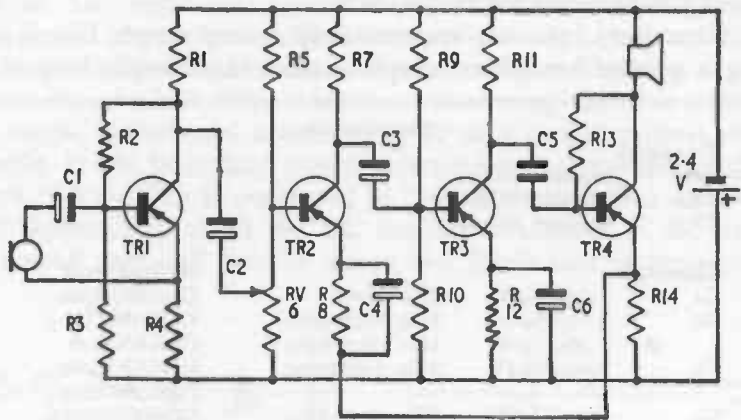 R1
R5
R7
R9
R11
R2
C3
C5
R13
C1
2·4
V
+
TR1
TR2
TR3
TR4
C2
RV
6
R
8
C4
R10
R
12
C6
R14
R3
R4